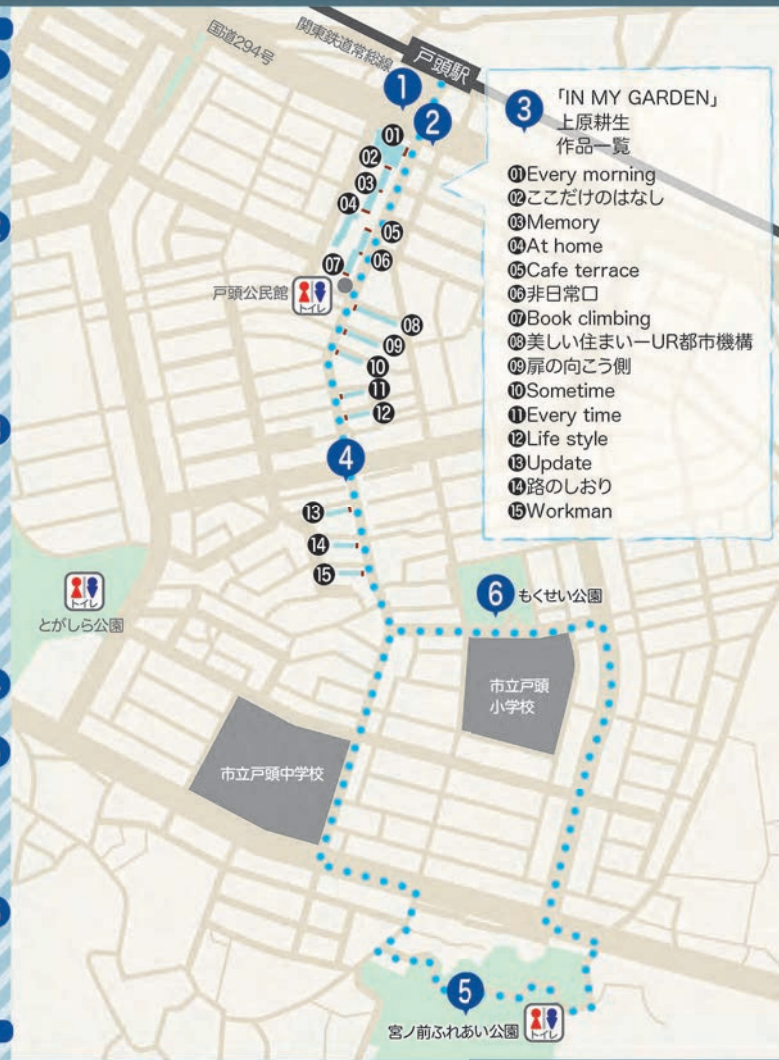 国道294号
関東鉄道常総線
戸頭駅
1
2
3
「IN MY GARDEN」
上原耕生
作品一覧
01Every morning
02ここだけのはなし
03Memory
04At home
05Cafe terrace
06非日常口
07Book climbing
08美しい住まいーUR都市機構
09扉の向こう側
10Sometime
11Every time
12Life style
13Update
14路のしおり
15Workman
01
02
03
04
05
06
07
戸頭公民館
トイレ
08
09
10
11
12
4
13
14
15
トイレ
とがしら公園
6
もくせい公園
市立戸頭
小学校
市立戸頭中学校
5
宮ノ前ふれあい公園
トイレ